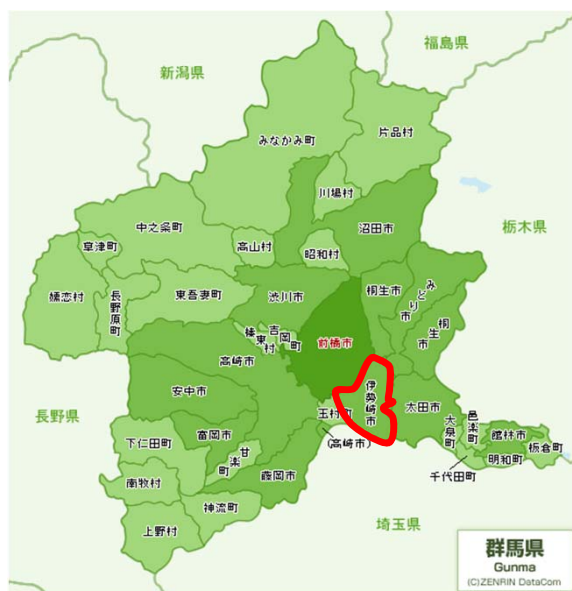 福島県
新潟県
みなかみ町
片品村
川場村
沼田市
中之条町
栃木県
草津町
高山村
昭和村
嬬恋村
長野原町
東吾妻町
渋川市
桐生市
みどり市
桐生市
榛東村
吉岡町
前橋市
高崎市
伊勢崎市
安中市
太田市
玉村町
長野県
邑楽町
大泉町
館林市
板倉町
下仁田町
富岡市
甘楽町
(高崎市)
明和町
千代田町
藤岡市
南牧村
神流町
上野村
埼玉県
群馬県
Gunma
(C)ZENRIN DataCom